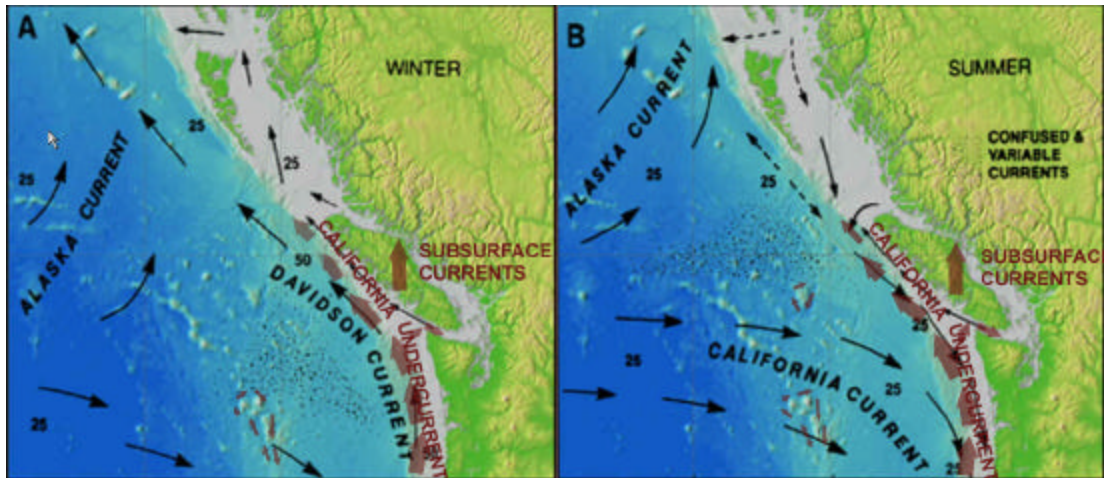 A
WINTER
25
25
25
ALASKA CURRENT
SUBSURFACE
CURRENTS
50
CALIFORNIA UNDERCURRENT
DAVIDSON CURRENT
25
B
SUMMER
CONFUSED &
VARIABLE
CURRENTS
ALASKA CURRENT
25
25
SUBSURFAC
CURRENTS
CALIFORNIA UNDERCURRENT
25
25
CALIFORNIA CURRENT
25
25